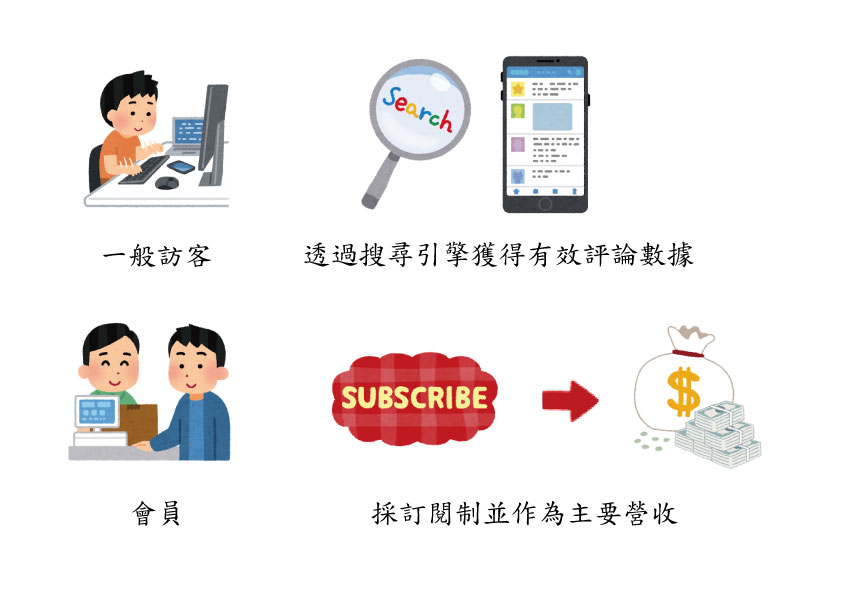 Search
一般訪客
透過搜尋引擎獲得有效評論數據
SUBSCRIBE
$
會員
採訂閱制並作為主要營收